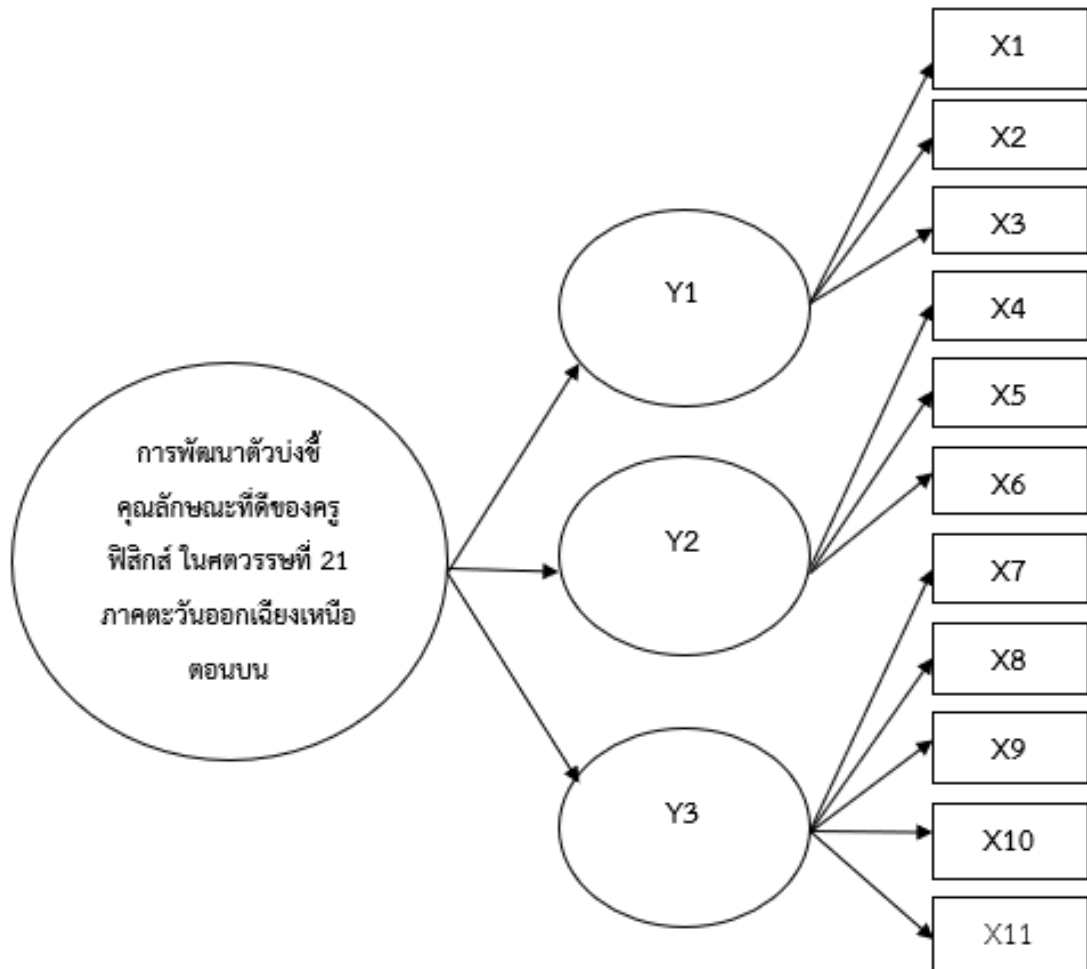 X1
X2
X3
Y1
X4
X5
การพัฒนาตัวบ่งชี้
คุณลักษณะที่ดีของครู
X6
Y2
ฟิสิกส์ ในศตวรรษที่ 21
X7
ภาคตะวันออกเฉียงเหนือ
ตอนบน
X8
X9
Y3
X10
X11